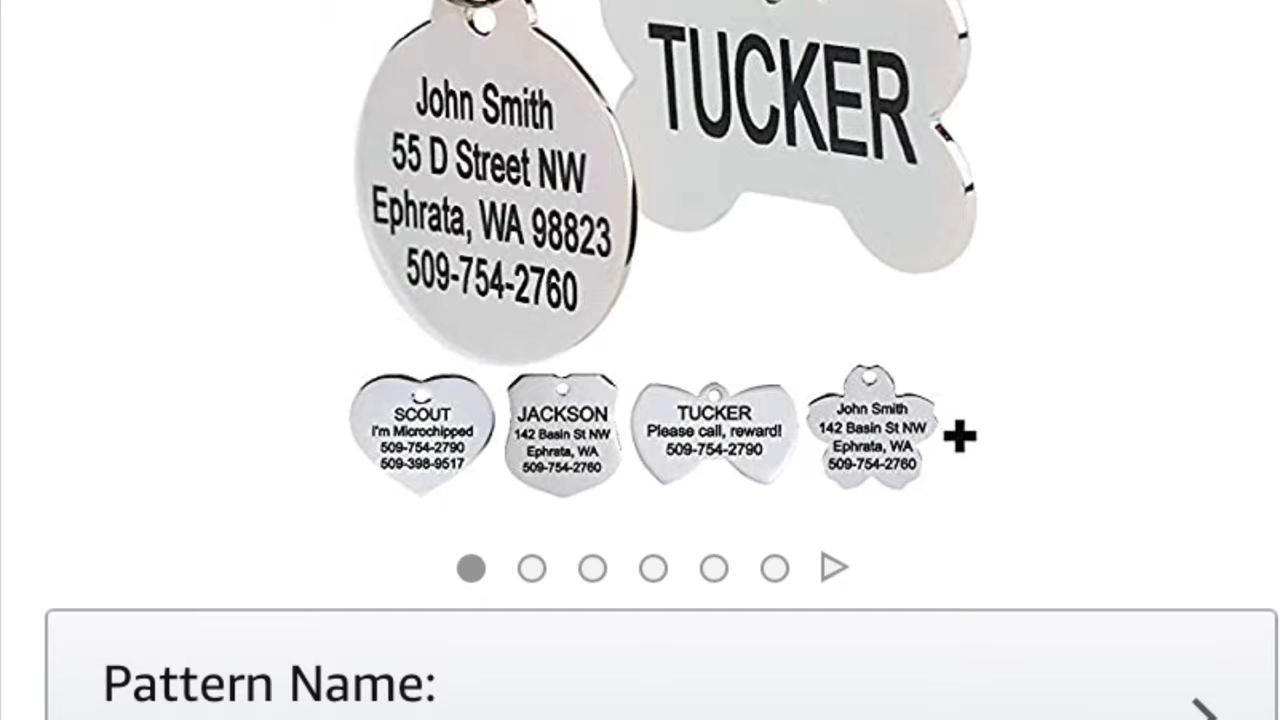 John Smith
55 D Street NW
Ephrata, WA 98823
509-754-2760
TUCKER
SCOUT
I'm Microchipped
509-754-2790
509-398-9517
JACKSON
142 Basin St NW
Ephrata, WA
509-754-2760
TUCKER
Please call, reward!
509-754-2790
John Smith
142 Basin St NW
Ephrata, WA
509-754-2760
Pattern Name: